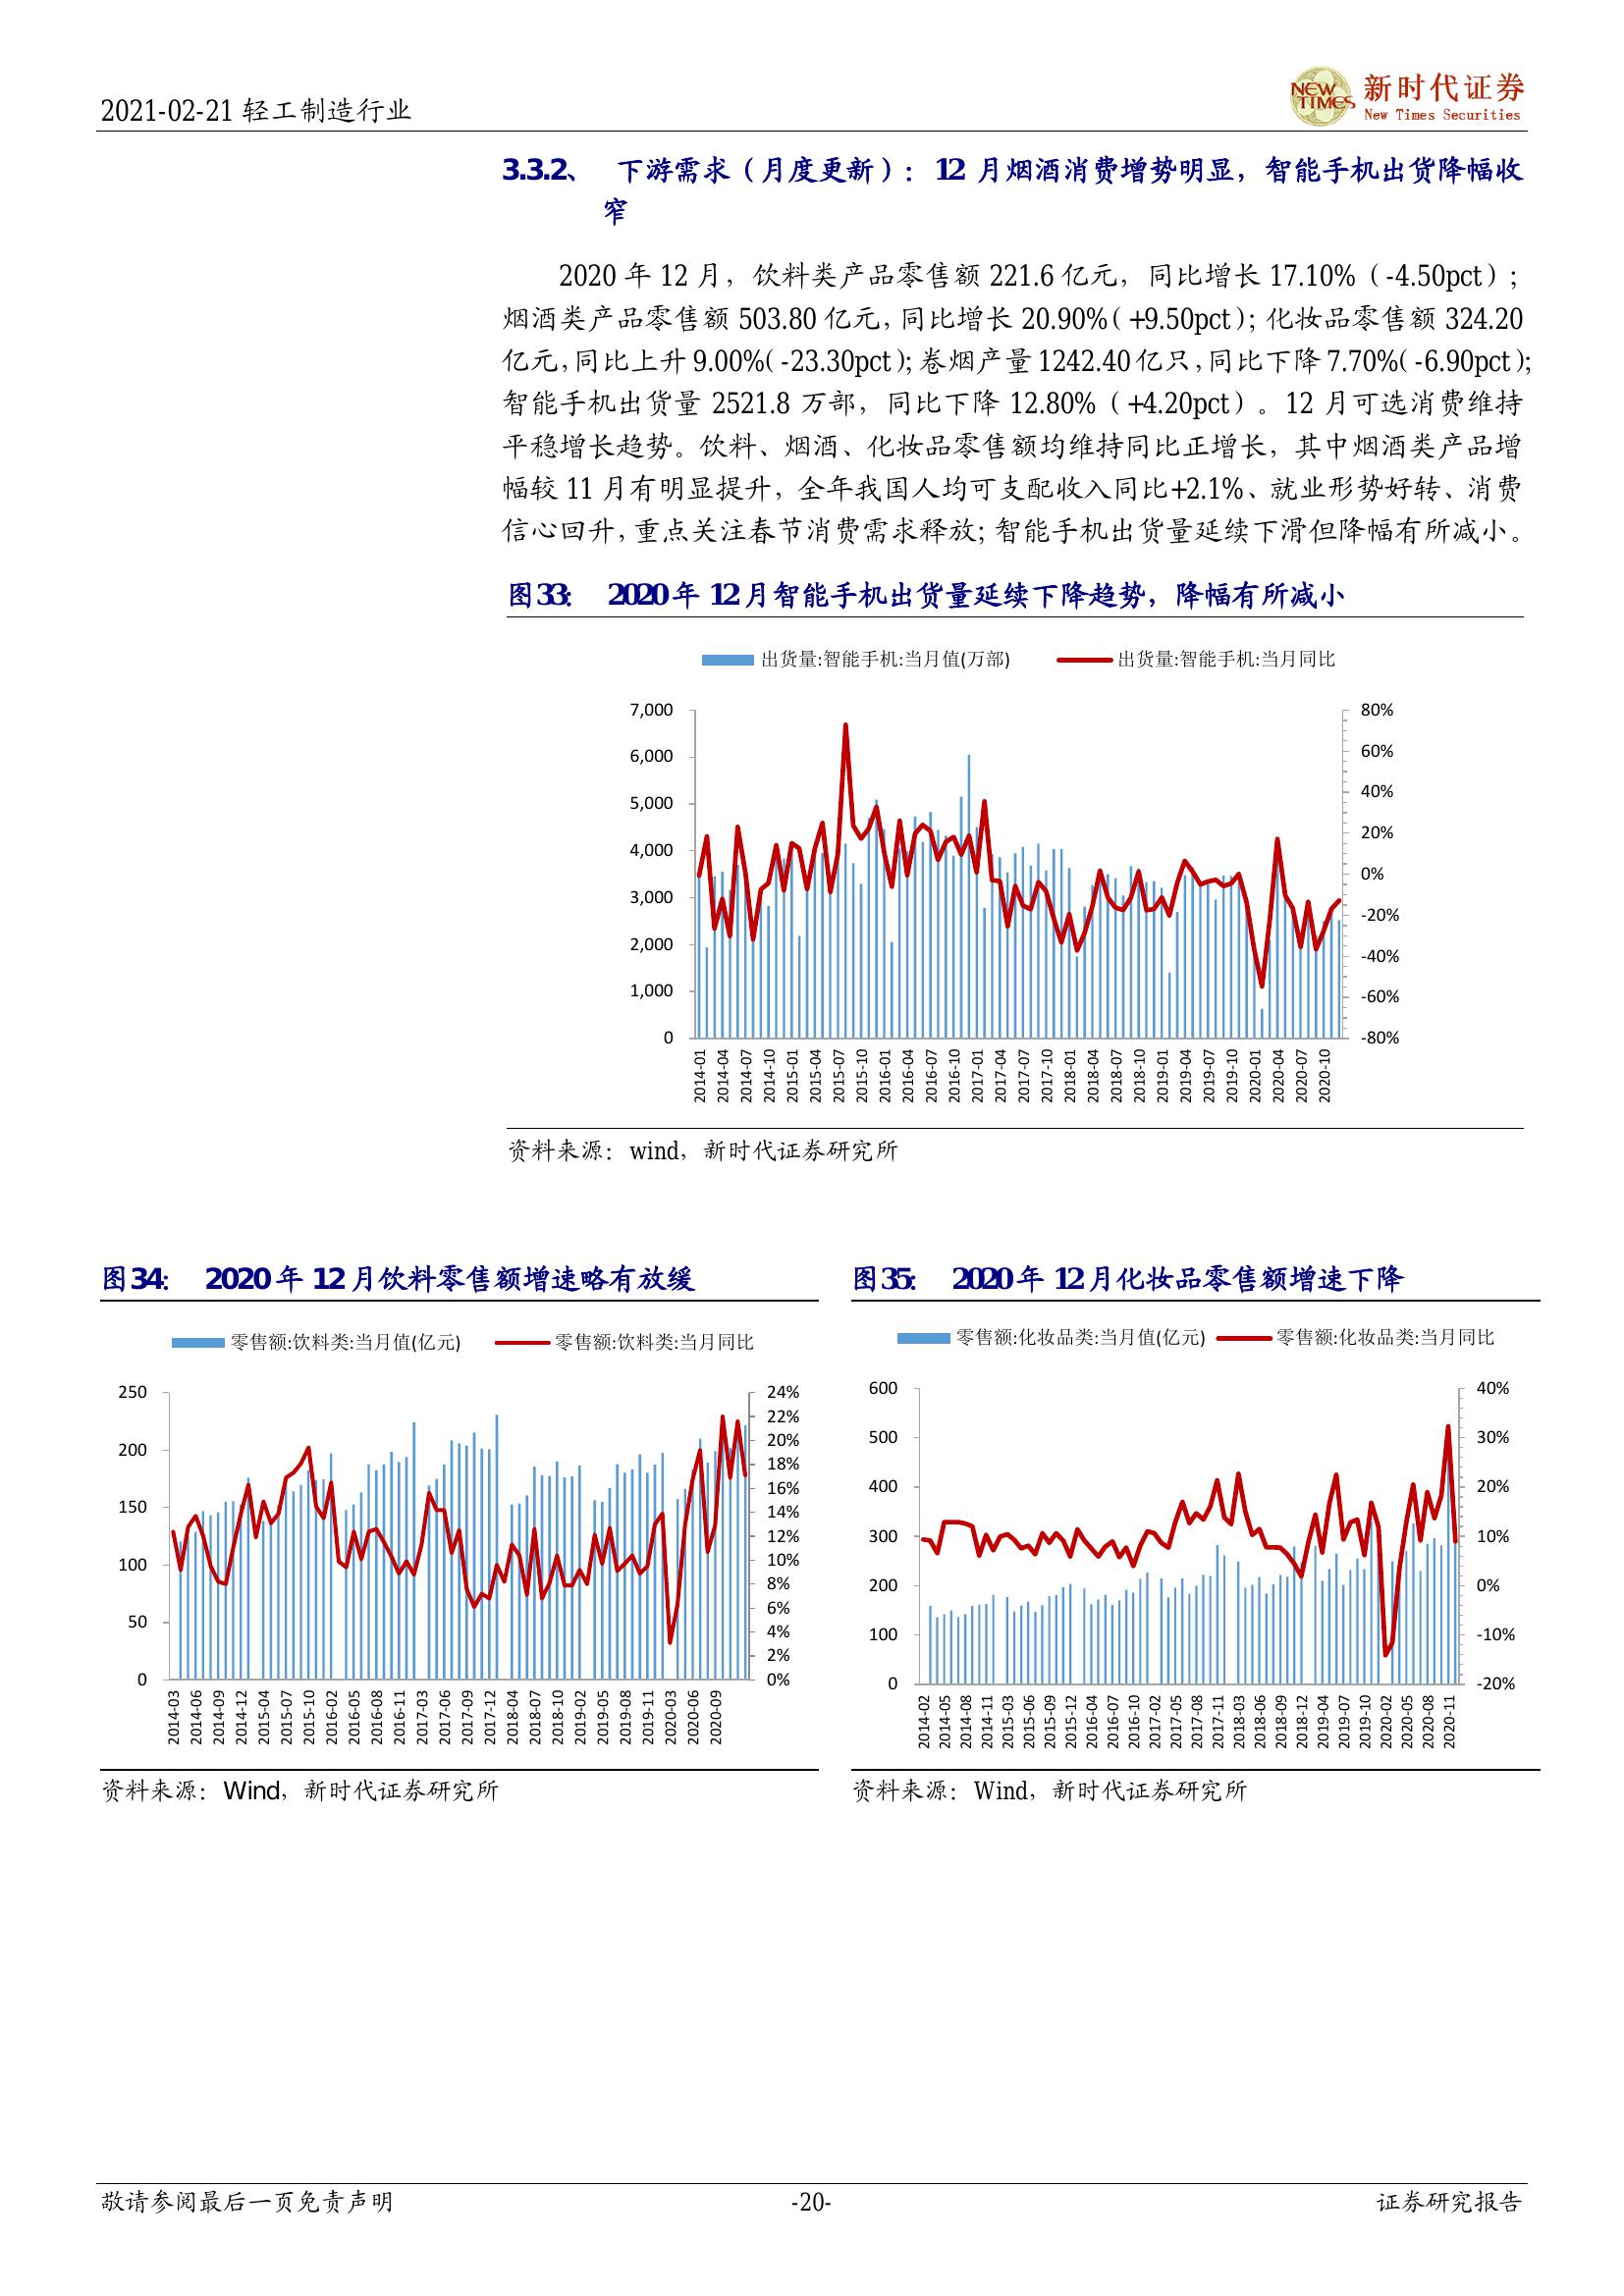 2021-02-21 轻工制造行业
NEW TIMES 新时代证券
New Times Securities
3.3.2、 下游需求（月度更新）：12 月烟酒消费增势明显，智能手机出货降幅收
窄
2020 年 12 月，饮料类产品零售额 221.6 亿元，同比增长 17.10%（-4.50pct）；
烟酒类产品零售额 503.80 亿元，同比增长 20.90%（+9.50pct）；化妆品零售额 324.20
亿元，同比上升 9.00%（-23.30pct）；卷烟产量 1242.40 亿只，同比下降 7.70%（-6.90pct）；
智能手机出货量 2521.8 万部，同比下降 12.80%（+4.20pct）。12 月可选消费维持
平稳增长趋势。饮料、烟酒、化妆品零售额均维持同比正增长，其中烟酒类产品增
幅较 11 月有明显提升，全年我国人均可支配收入同比+2.1%、就业形势好转、消费
信心回升，重点关注春节消费需求释放；智能手机出货量延续下滑但降幅有所减小。
图 33： 2020 年 12 月智能手机出货量延续下降趋势，降幅有所减小
出货量:智能手机:当月值(万部) 出货量:智能手机:当月同比
7,000 80%
6,000 60%
5,000 40%
4,000 20%
3,000 0%
2,000 -20%
1,000 -40%
0 -60%
-80%
2014-01 2014-04 2014-07 2014-10 2015-01 2015-04 2015-07 2015-10 2016-01 2016-04 2016-07 2016-10 2017-01 2017-04 2017-07 2017-10 2018-01 2018-04 2018-07 2018-10 2019-01 2019-04 2019-07 2019-10 2020-01 2020-04 2020-07 2020-10
资料来源：wind，新时代证券研究所
图 34： 2020 年 12 月饮料零售额增速略有放缓
零售额:饮料类:当月值(亿元) 零售额:饮料类:当月同比
250 24%
22%
200 20%
18%
150 16%
14%
12%
100 10%
8%
50 6%
4%
2%
0 0%
2014-03 2014-06 2014-09 2014-12 2015-04 2015-07 2015-10 2016-02 2016-05 2016-08 2016-11 2017-03 2017-06 2017-09 2017-12 2018-04 2018-07 2018-10 2019-02 2019-05 2019-08 2019-11 2020-03 2020-06 2020-09
资料来源：Wind，新时代证券研究所
图 35： 2020 年 12 月化妆品零售额增速下降
零售额:化妆品类:当月值(亿元) 零售额:化妆品类:当月同比
600 40%
500 30%
400 20%
300 10%
200 0%
100 -10%
0 -20%
2014-02 2014-05 2014-08 2014-11 2015-03 2015-06 2015-09 2015-12 2016-04 2016-07 2016-10 2017-02 2017-05 2017-08 2017-11 2018-03 2018-06 2018-09 2018-12 2019-04 2019-07 2019-10 2020-02 2020-05 2020-08 2020-11
资料来源：Wind，新时代证券研究所
敬请参阅最后一页免责声明 -20- 证券研究报告